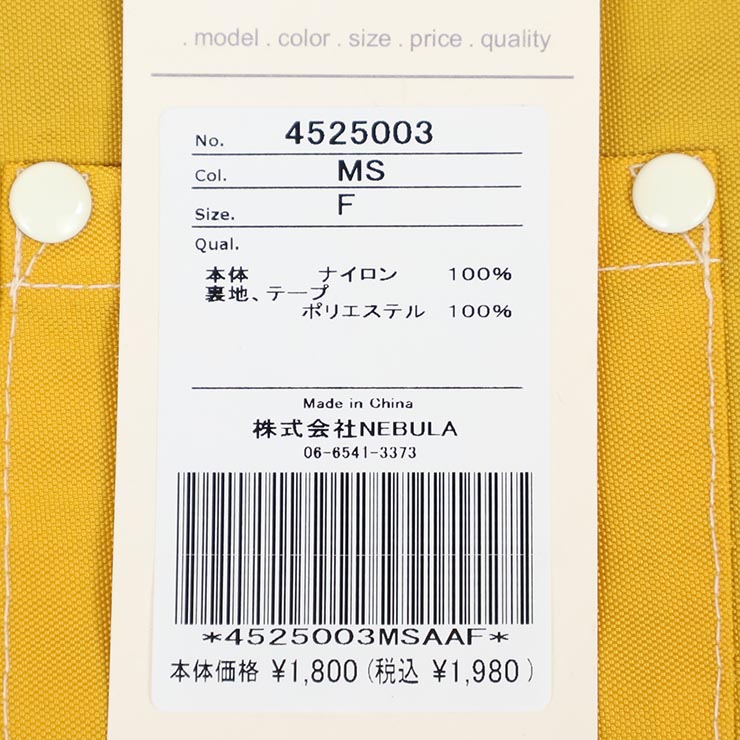 . model . color . size . price . quality
No. 4525003
Col. MS
Size. F
Qual.
本体 ナイロン 100%
裏地、テープ
ポリエステル 100%
Made in China
株式会社NEBULA
06-6541-3373
*4525003MSAAF*
本体価格 ¥1,800 (税込 ¥1,980 )